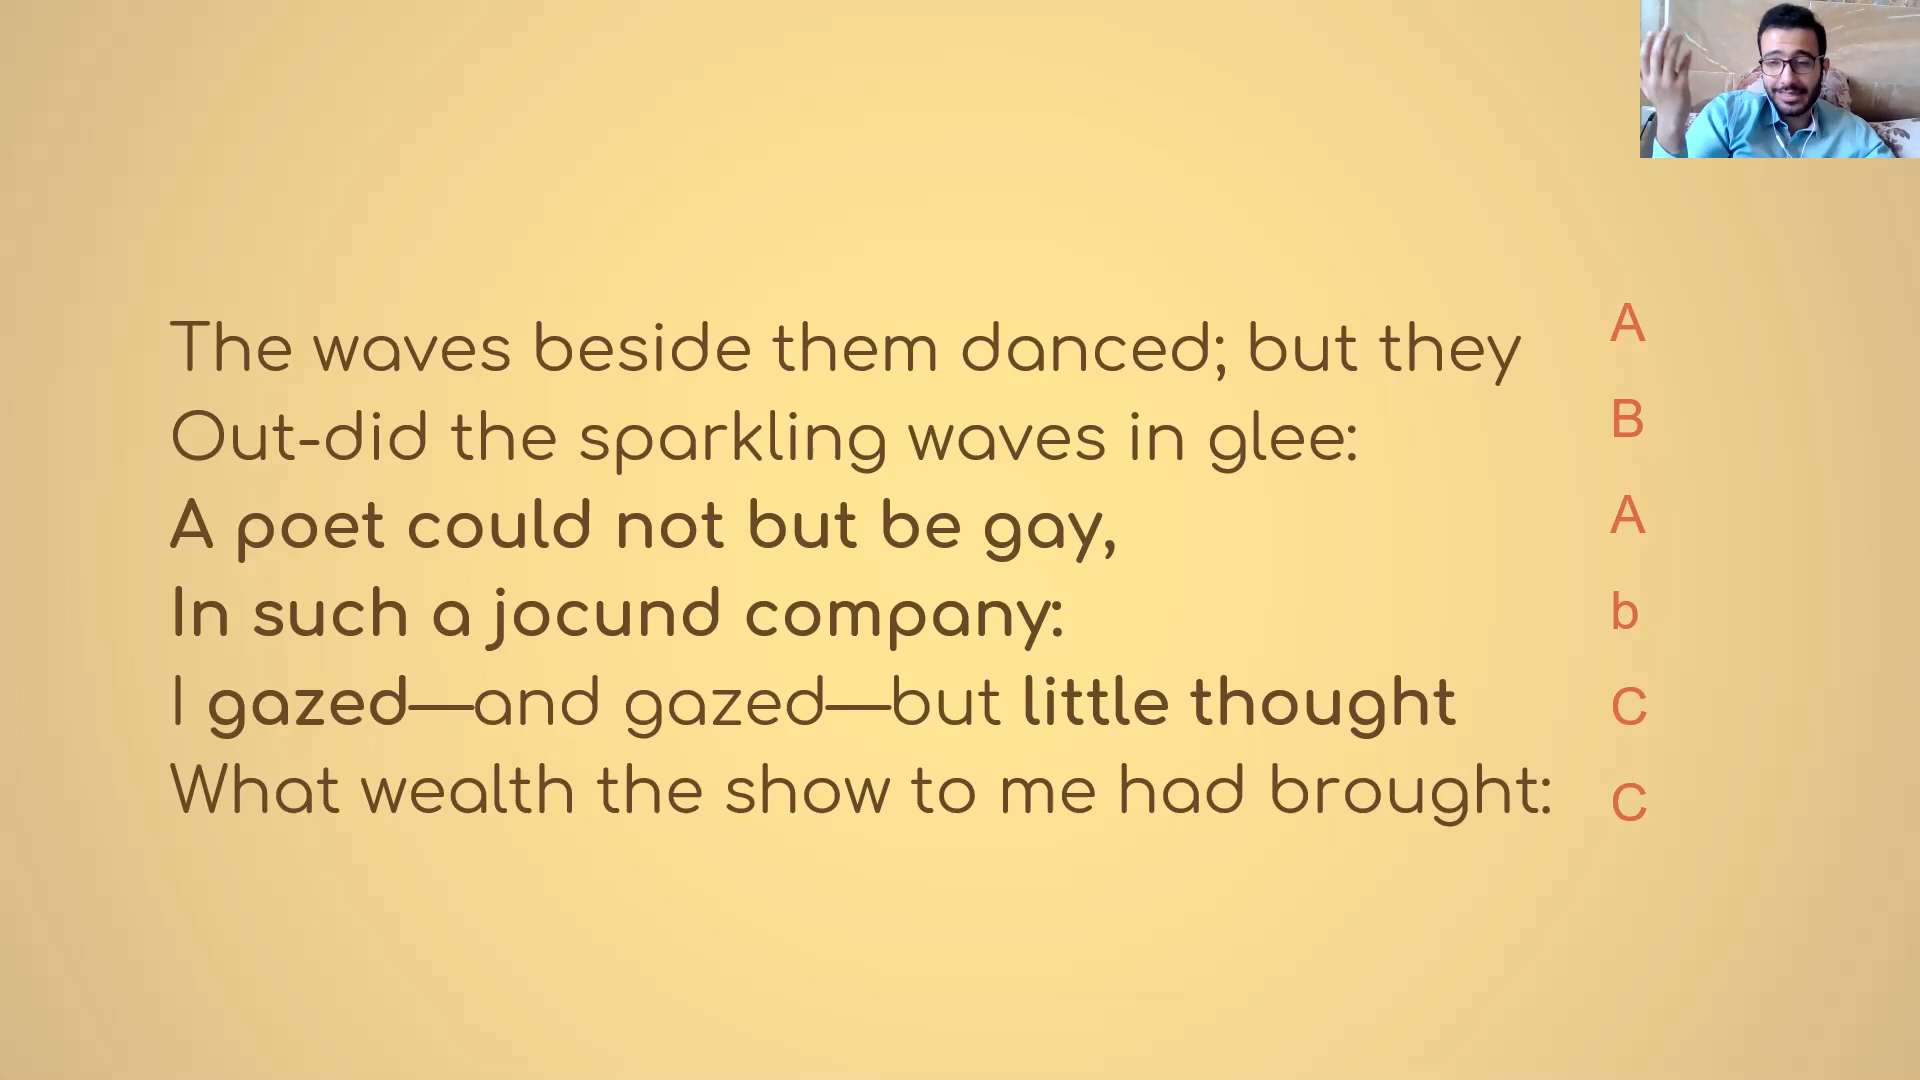 The waves beside them danced; but they A
Out-did the sparkling waves in glee: B
A poet could not but be gay, A
In such a jocund company: b
I gazed—and gazed—but little thought C
What wealth the show to me had brought: C